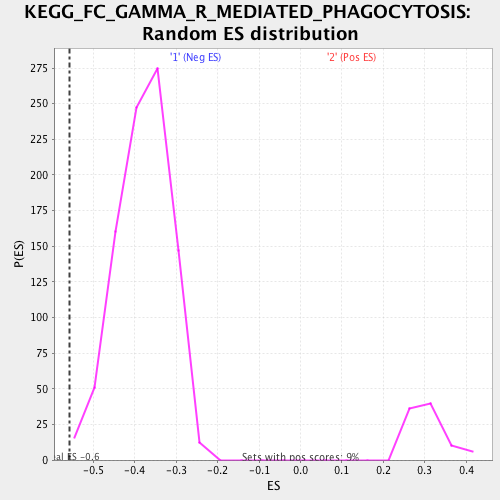 KEGG_FC_GAMMA_R_MEDIATED_PHAGOCYTOSIS:
Random ES distribution
'1' (Neg ES) '2' (Pos ES)
275
250
225
200
175
150
125
100
75
50
25
0
P(ES)
al ES -0.6 Sets with pos scores: 9%
-0.5 -0.4 -0.3 -0.2 -0.1 0.0 0.1 0.2 0.3 0.4
ES